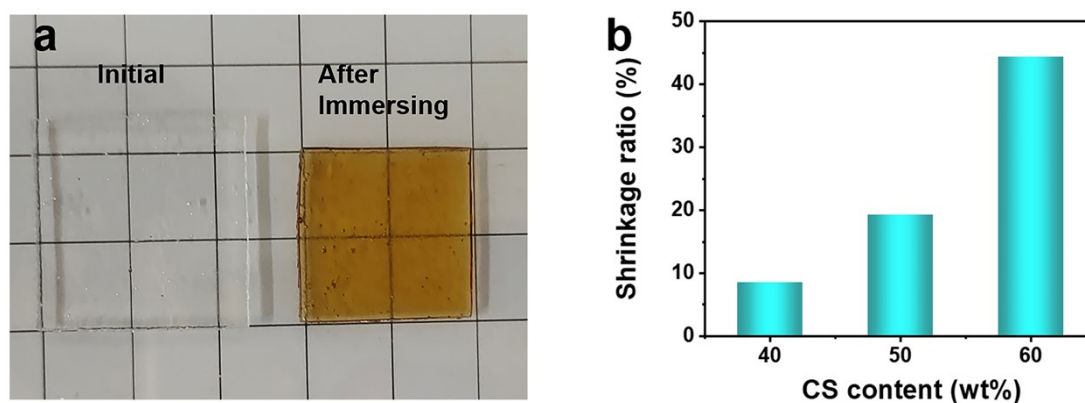 a
Initial
After
Immersing
b
Shrinkage ratio (%)
50
40
30
20
10
0
40
50
60
CS content (wt%)